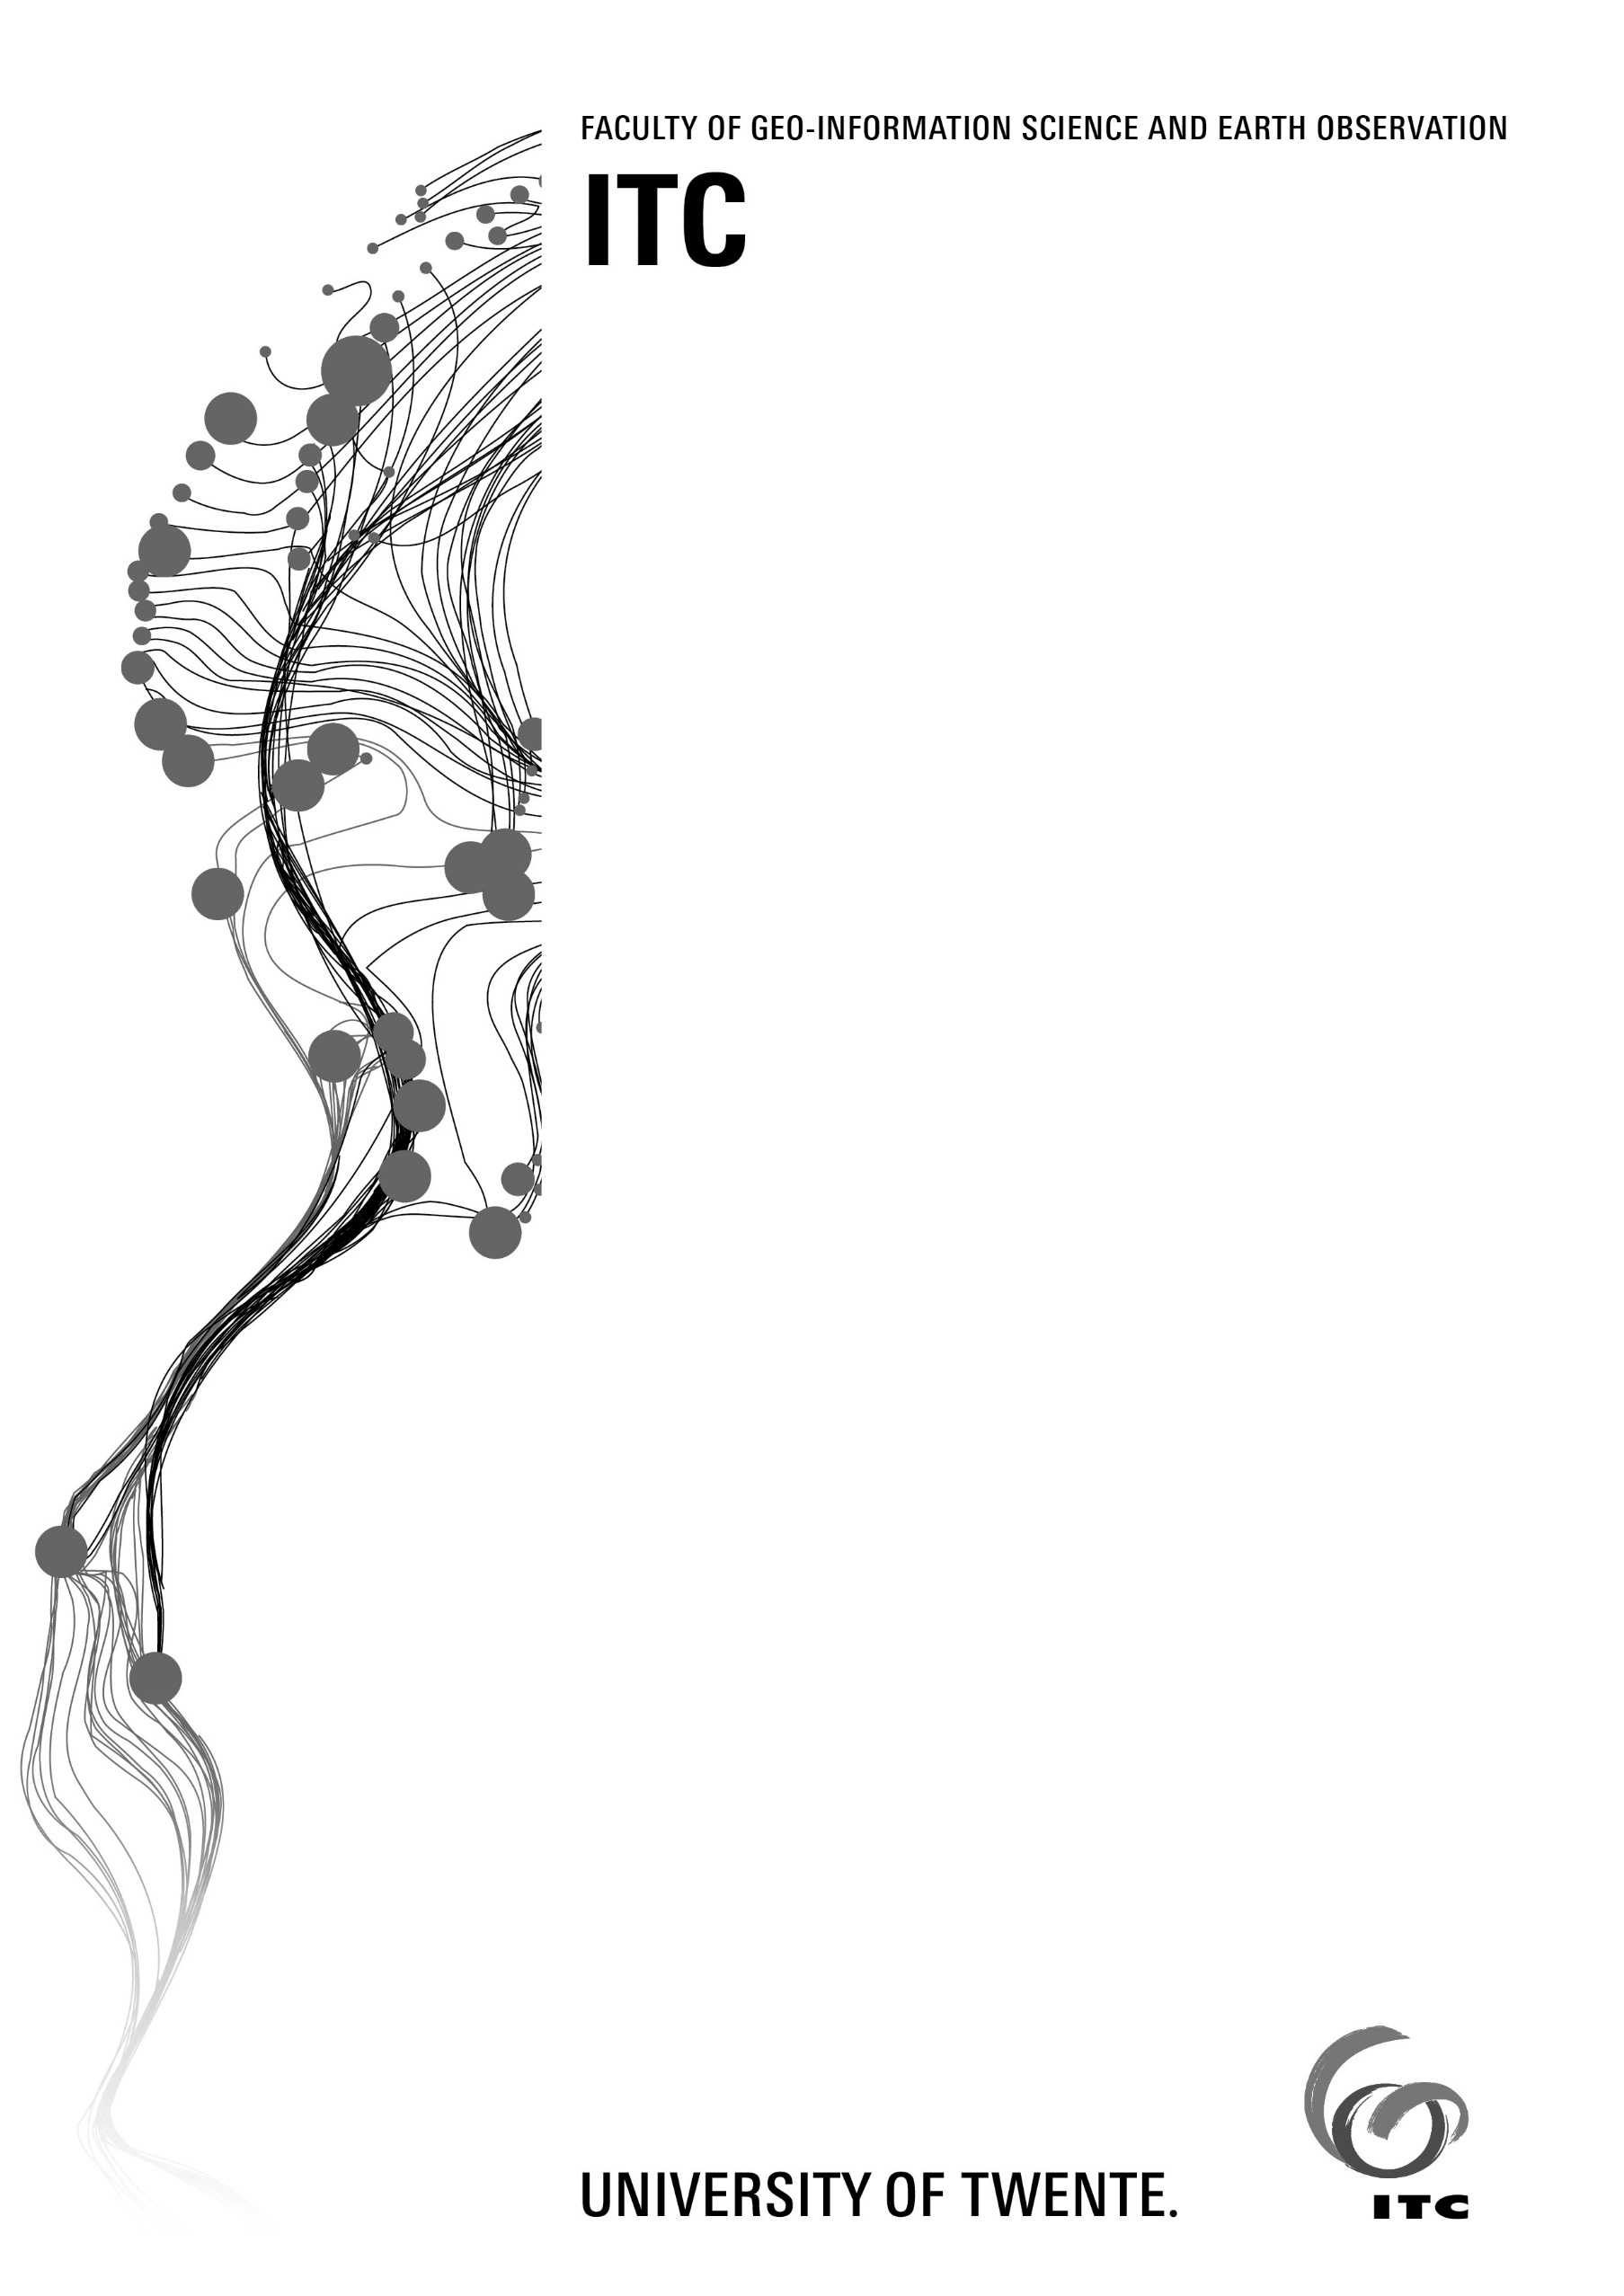 FACULTY OF GEO-INFORMATION SCIENCE AND EARTH OBSERVATION
ITC
UNIVERSITY OF TWENTE.
ITC